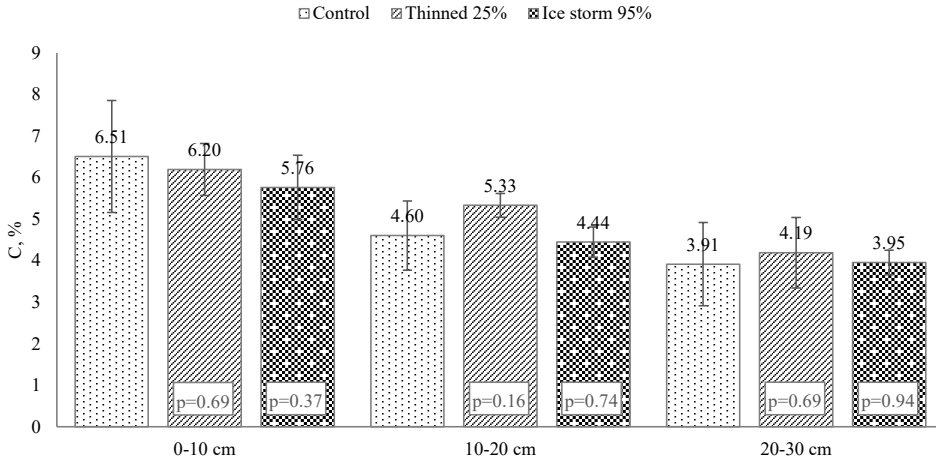 Control Thinned 25% Ice storm 95%
C, %
9
8
7
6
5
4
3
2
1
0
6.51
6.20
5.76
4.60
5.33
4.44
3.91
4.19
3.95
p=0.69
p=0.37
p=0.16
p=0.74
p=0.69
p=0.94
0-10 cm
10-20 cm
20-30 cm